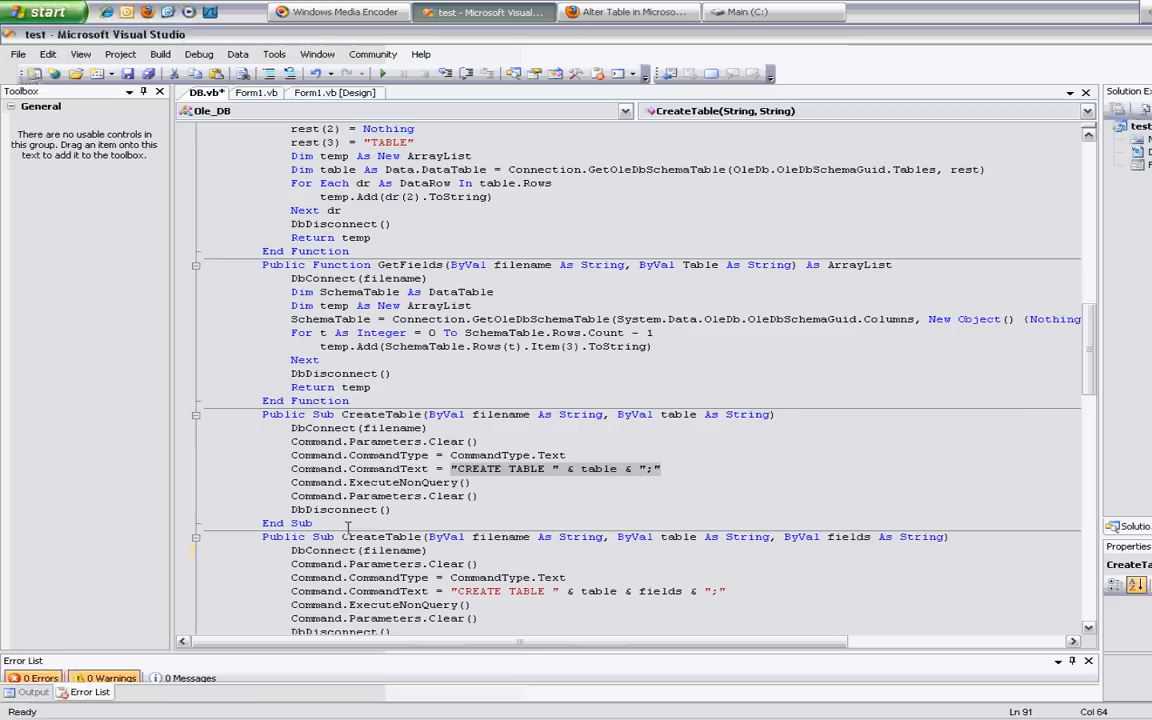 start
Windows Media Encoder
test - Microsoft Visual...
Alter Table in Microso...
Main (C:)
test - Microsoft Visual Studio
File Edit View Project Build Debug Data Tools Window Community Help
Toolbox
General
There are no usable controls in
this group. Drag an item onto this
text to add it to the toolbox.
DB.vb* Form1.vb Form1.vb [Design]
Ole_DB
CreateTable(String, String)
rest(2) = Nothing
rest(3) = "TABLE"
Dim temp As New ArrayList
Dim table As Data.DataTable = Connection.GetOleDbSchemaTable(OleDb.OleDbSchemaGuid.Tables, rest)
For Each dr As DataRow In table.Rows
temp.Add(dr(2).ToString)
Next dr
DbDisconnect()
Return temp
End Function
Public Function GetFields(ByVal filename As String, ByVal Table As String) As ArrayList
DbConnect(filename)
Dim SchemaTable As DataTable
Dim temp As New ArrayList
SchemaTable = Connection.GetOleDbSchemaTable(System.Data.OleDb.OleDbSchemaGuid.Columns, New Object() {Nothing
For t As Integer = 0 To SchemaTable.Rows.Count - 1
temp.Add(SchemaTable.Rows(t).Item(3).ToString)
Next
DbDisconnect()
Return temp
End Function
Public Sub CreateTable(ByVal filename As String, ByVal table As String)
DbConnect(filename)
Command.Parameters.Clear()
Command.CommandType = CommandType.Text
Command.CommandText = "CREATE TABLE " & table & ";"
Command.ExecuteNonQuery()
Command.Parameters.Clear()
DbDisconnect()
End Sub
Public Sub CreateTable(ByVal filename As String, ByVal table As String, ByVal fields As String)
DbConnect(filename)
Command.Parameters.Clear()
Command.CommandType = CommandType.Text
Command.CommandText = "CREATE TABLE " & table & fields & ";"
Command.ExecuteNonQuery()
Command.Parameters.Clear()
DbDisconnect()
Solution E
test
Solutio
Properties
CreateTa
Error List
0 Errors 0 Warnings 0 Messages
Output Error List
Ready
Ln 91
Col 64